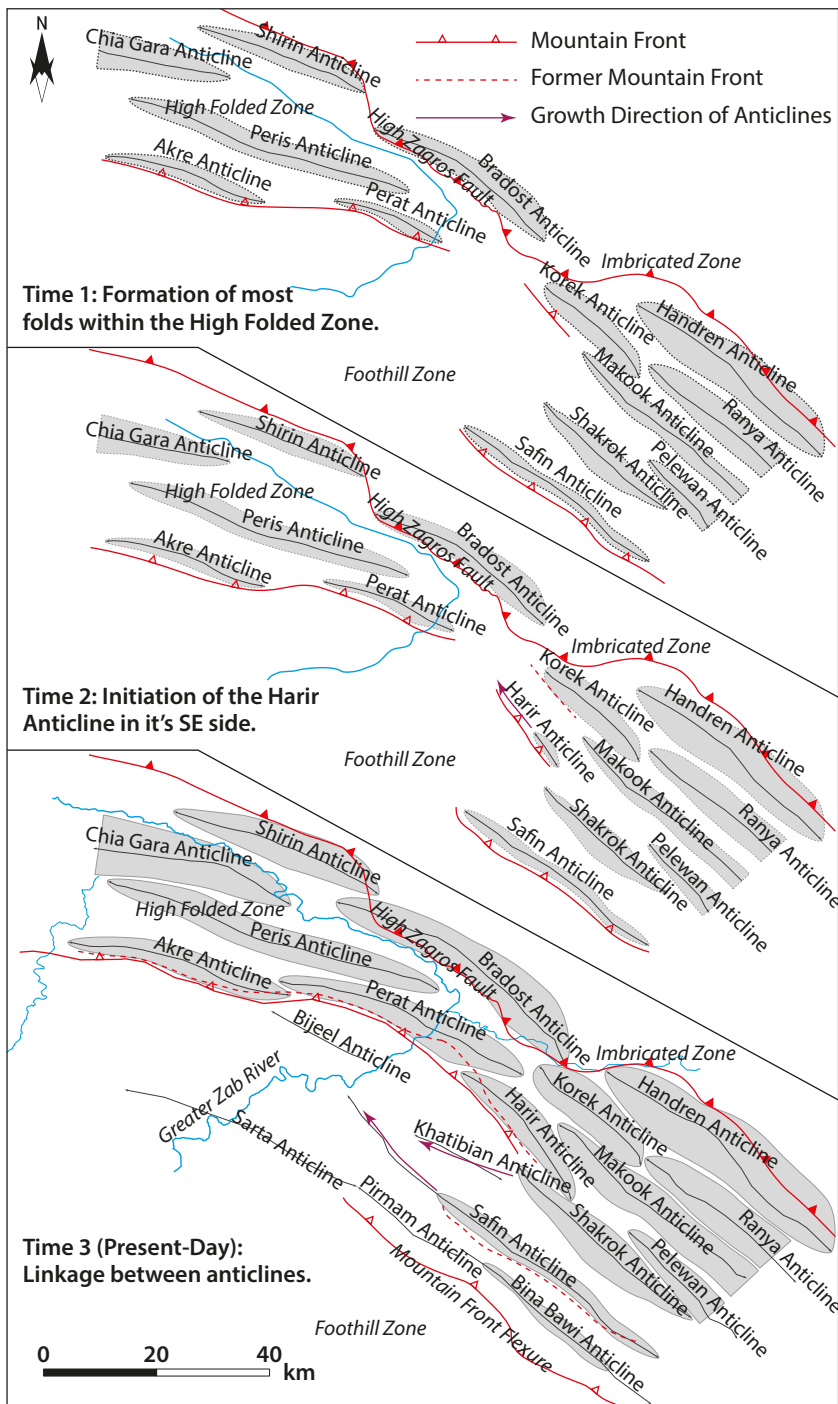 N
Mountain Front
Former Mountain Front
Growth Direction of Anticlines
Chia Gara Anticline
Shirin Anticline
High Folded Zone
Peris Anticline
Akre Anticline
Perat Anticline
High Zagros Fault
Bradost Anticline
Imbricated Zone
Korek Anticline
Handren Anticline
Makook Anticline
Ranya Anticline
Shakrok Anticline
Pelewan Anticline
Safin Anticline
Foothill Zone
Time 1: Formation of most
folds within the High Folded Zone.
Chia Gara Anticline
Shirin Anticline
High Folded Zone
Peris Anticline
Akre Anticline
Perat Anticline
High Zagros Fault
Bradost Anticline
Imbricated Zone
Korek Anticline
Handren Anticline
Harir Anticline
Makook Anticline
Ranya Anticline
Shakrok Anticline
Pelewan Anticline
Safin Anticline
Foothill Zone
Time 2: Initiation of the Harir
Anticline in it's SE side.
Chia Gara Anticline
Shirin Anticline
High Folded Zone
Peris Anticline
Akre Anticline
Perat Anticline
High Zagros Fault
Bradost Anticline
Imbricated Zone
Bijeel Anticline
Greater Zab River
Sarta Anticline
Khatibian Anticline
Harir Anticline
Korek Anticline
Handren Anticline
Makook Anticline
Ranya Anticline
Pirmam Anticline
Safin Anticline
Shakrok Anticline
Pelewan Anticline
Bina Bawi Anticline
Mountain Front Flexure
Time 3 (Present-Day):
Linkage between anticlines.
Foothill Zone
0 20 40
km